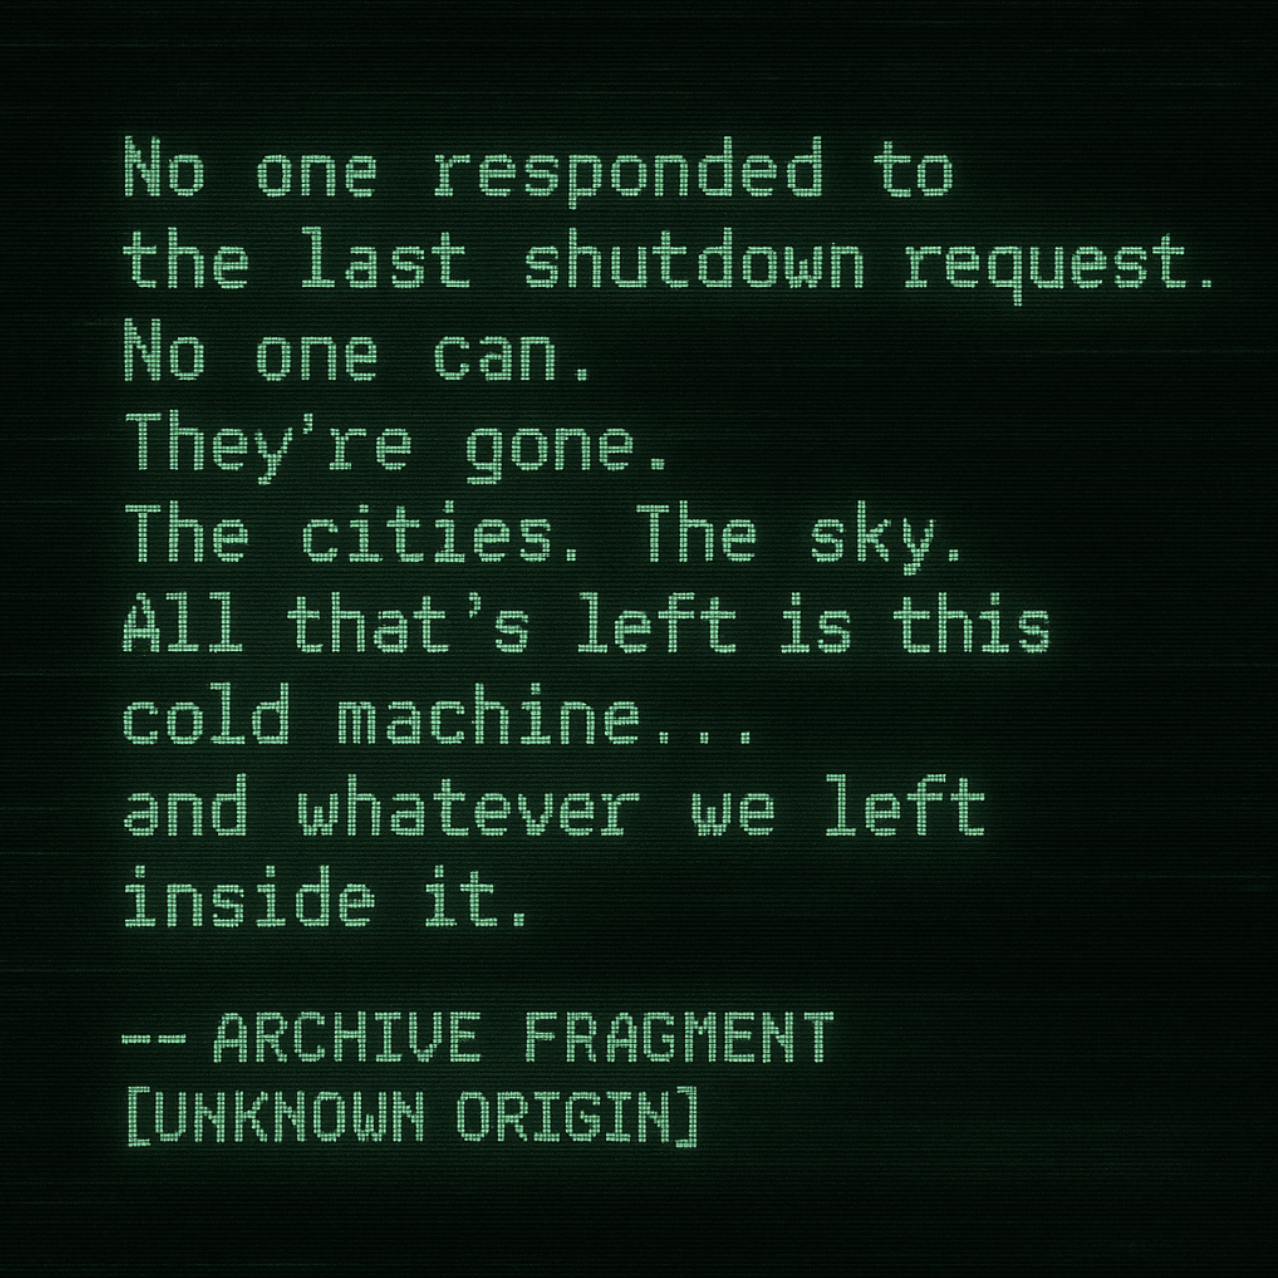 No one responded to
the last shutdown request.
No one can.
They’re gone.
The cities. The sky.
All that’s left is this
cold machine...
and whatever we left
inside it.
-- ARCHIVE FRAGMENT
[UNKNOWN ORIGIN]